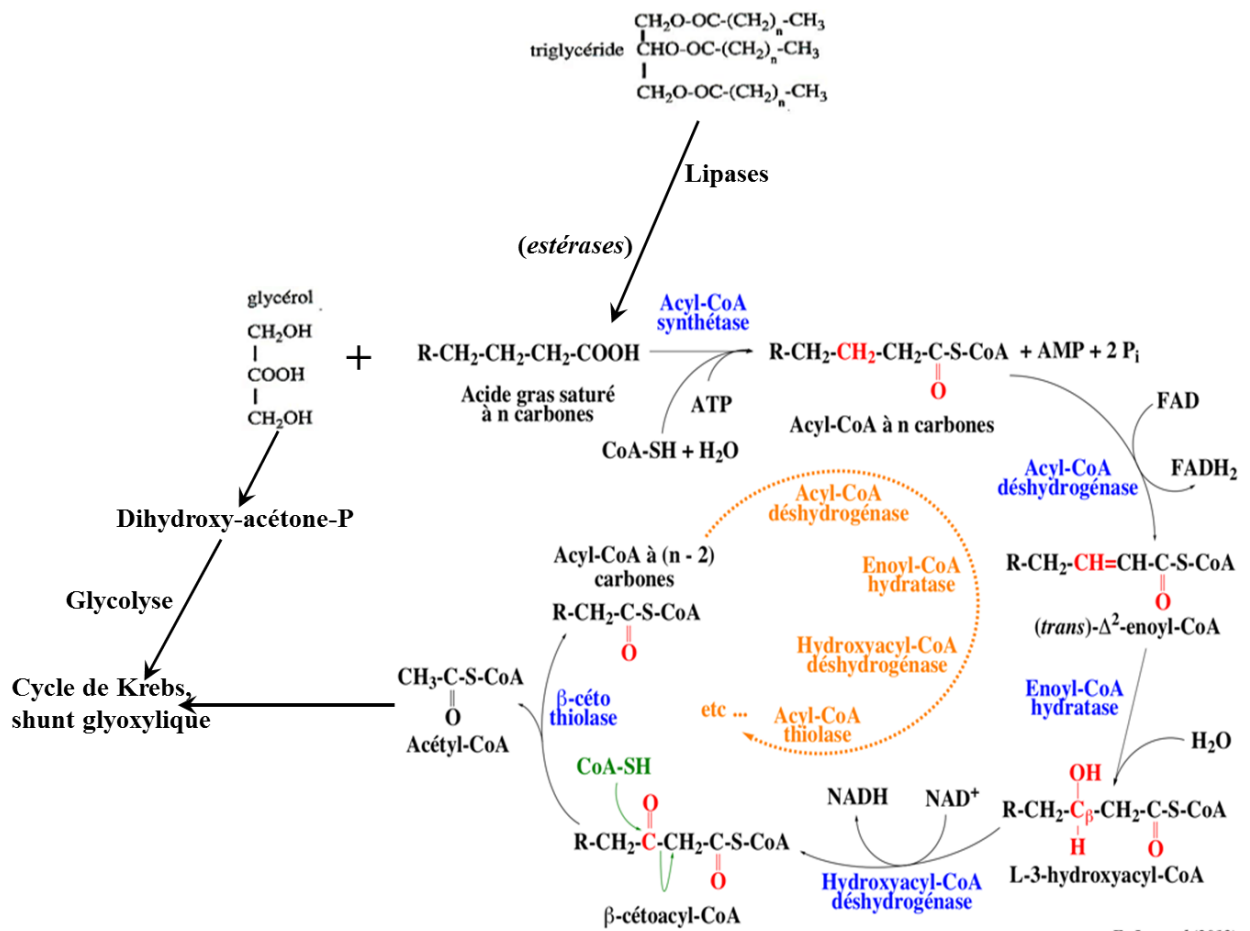 CH₂O-OC-(CH₂)ₙ-CH₃
triglycéride CHO-OC-(CH₂)ₙ-CH₃
CH₂O-OC-(CH₂)ₙ-CH₃
Lipases
(estérases)
glycérol
CH₂OH
COOH
CH₂OH
+
R-CH₂-CH₂-CH₂-COOH
Acide gras saturé
à n carbones
Acyl-CoA
synthétase
ATP
CoA-SH + H₂O
R-CH₂-CH₂-CH₂-C-S-CoA + AMP + 2 Pᵢ
O
Acyl-CoA à n carbones
FAD
FADH₂
Acyl-CoA
déshydrogénase
R-CH₂-CH=CH-C-S-CoA
O
(trans)-Δ²-enoyl-CoA
Enoyl-CoA
hydratase
H₂O
OH
R-CH₂-Cβ-CH₂-C-S-CoA
H O
L-3-hydroxyacyl-CoA
NADH NAD⁺
Hydroxyacyl-CoA
déshydrogénase
O
R-CH₂-C-CH₂-C-S-CoA
O
β-cétoacyl-CoA
CoA-SH
β-céto
thiolase
CH₃-C-S-CoA
O
Acétyl-CoA
Acyl-CoA à (n - 2)
carbones
R-CH₂-C-S-CoA
O
Acyl-CoA
déshydrogénase
Enoyl-CoA
hydratase
Hydroxyacyl-CoA
déshydrogénase
Acyl-CoA
thiolase
etc ...
Dihydroxy-acétone-P
Glycolyse
Cycle de Krebs,
shunt glyoxylique